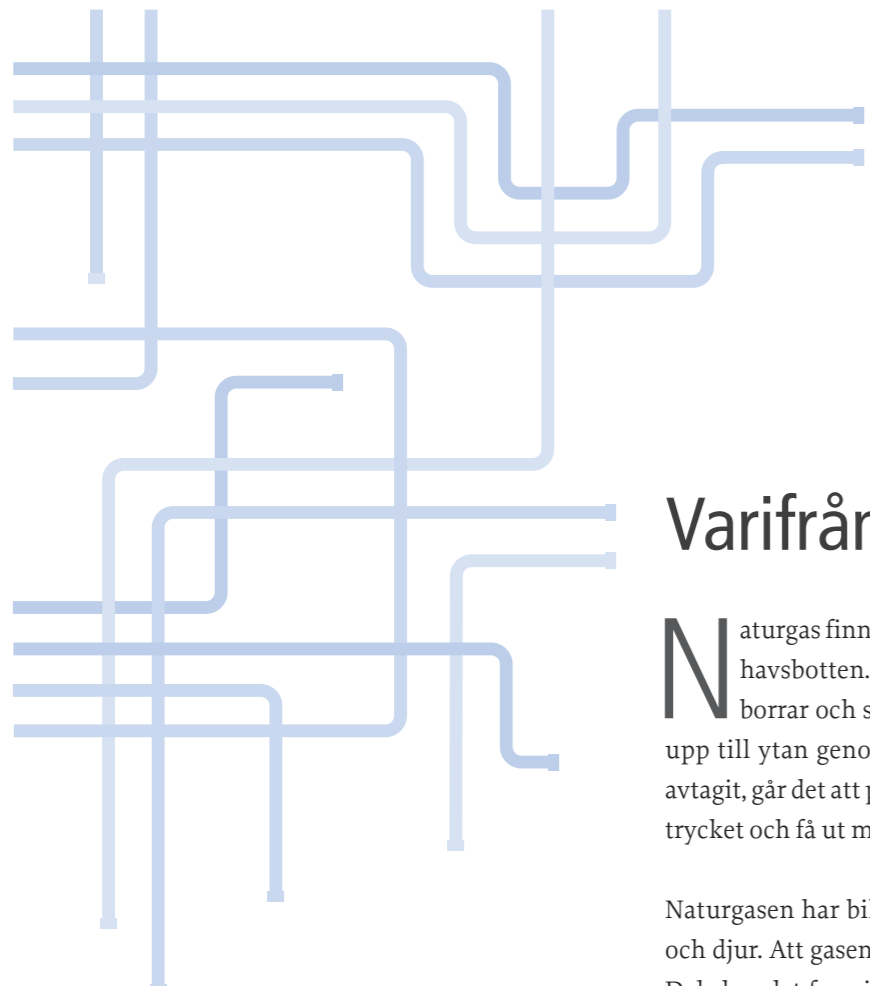 Varifrån
Naturgas finn
havsbotten.
borrar och s
upp till ytan geno
avtagit, går det att p
trycket och få ut m
Naturgasen har bil
och djur. Att gasen